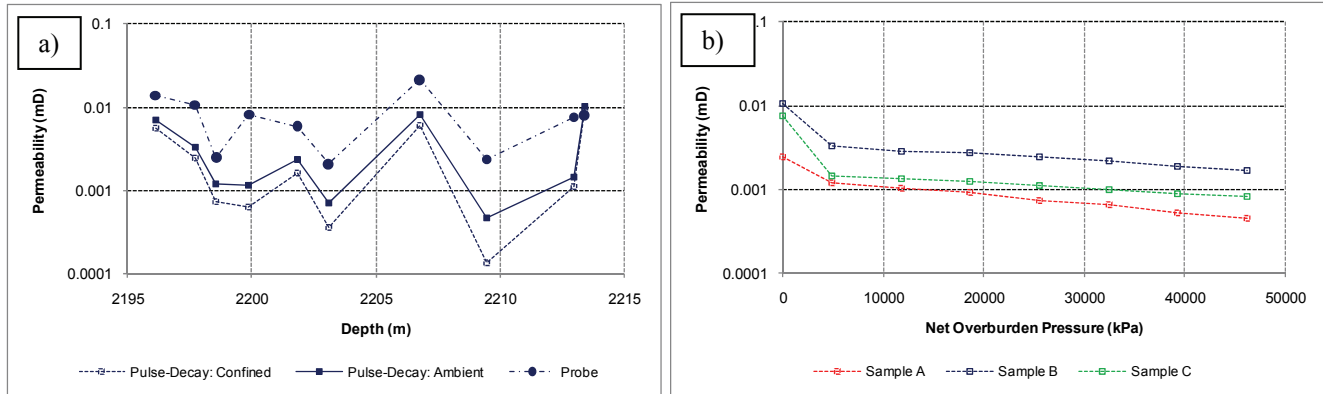 a)
0.1
0.01
0.001
0.0001
Permeability (mD)
2195 2200 2205 2210 2215
Depth (m)
Pulse-Decay: Confined Pulse-Decay: Ambient Probe
b)
0.1
0.01
0.001
0.0001
Permeability (mD)
0 10000 20000 30000 40000 50000
Net Overburden Pressure (kPa)
Sample A Sample B Sample C